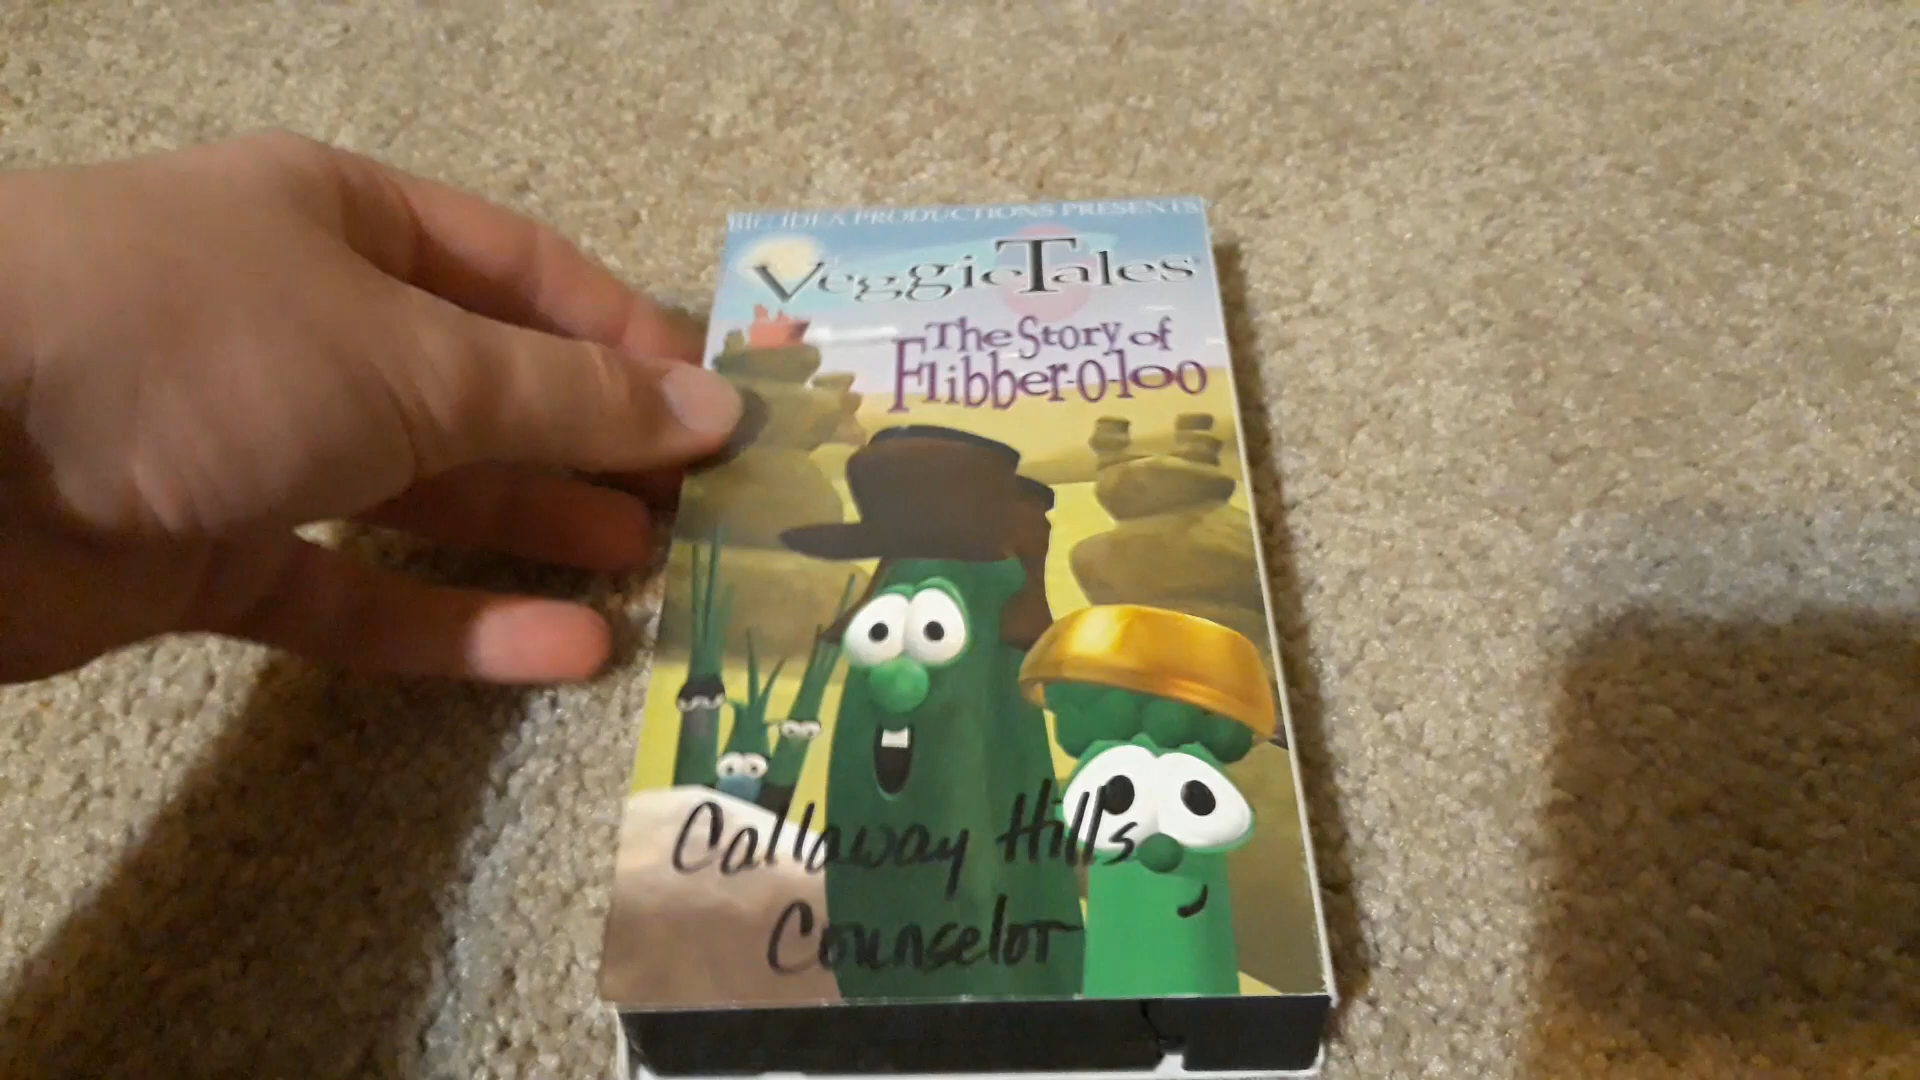 BIG IDEA PRODUCTIONS PRESENTS
VeggieTales®
The Story of
Flibber-o-loo
Callaway Hills
Counselor